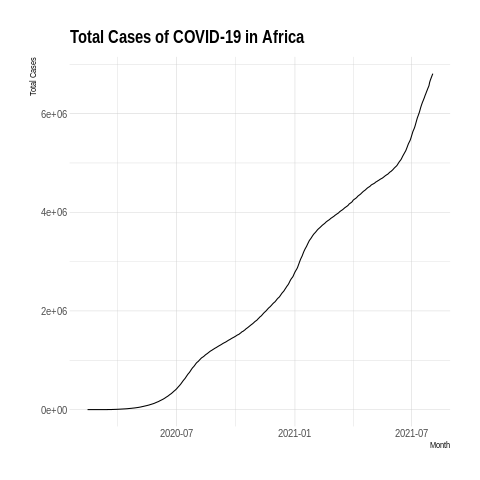 Total Cases of COVID-19 in Africa
Total Cases
6e+06
4e+06
2e+06
0e+00
2020-07 2021-01 2021-07
Month